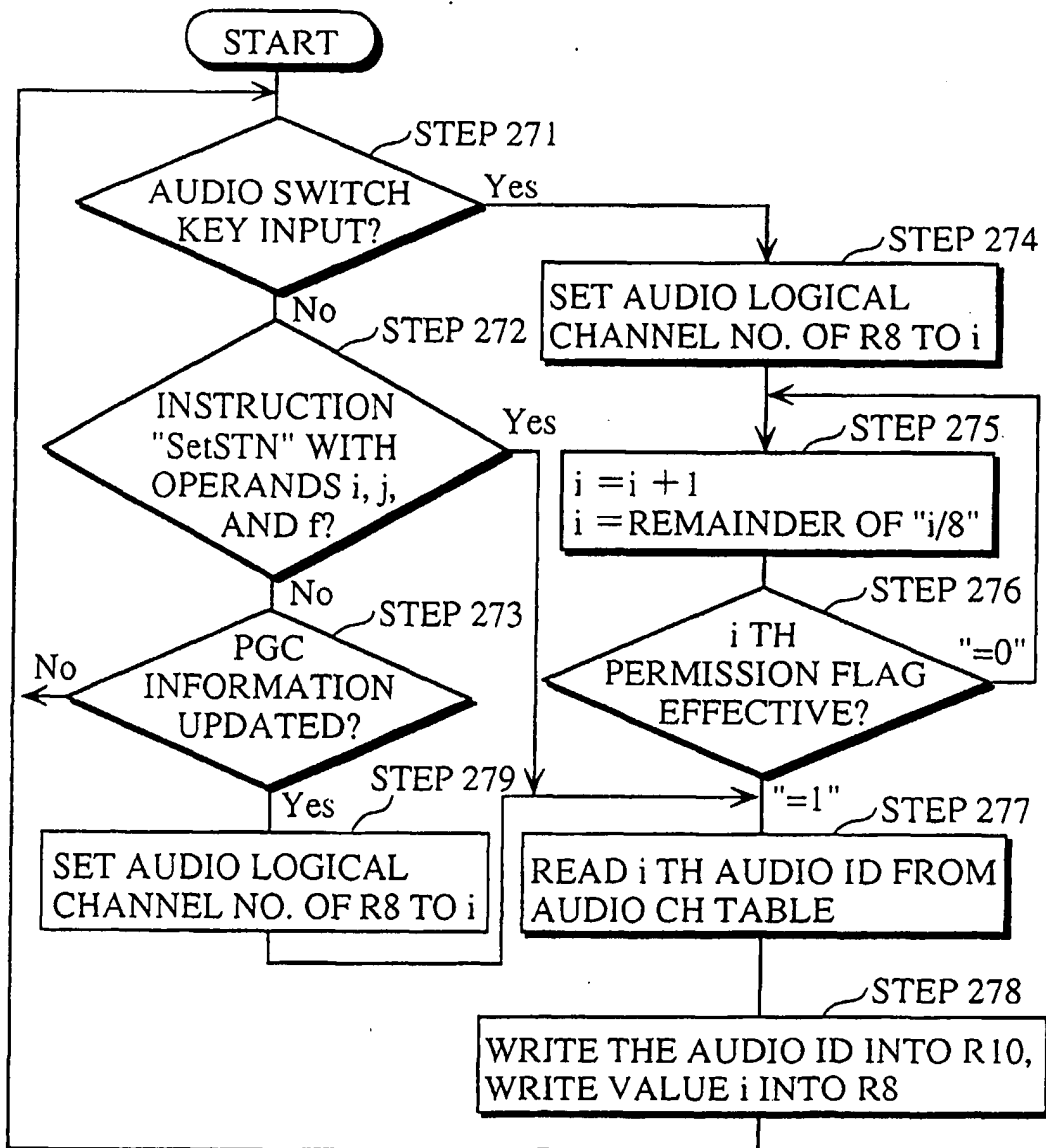 START
STEP 271
AUDIO SWITCH
KEY INPUT?
Yes
No
STEP 272
INSTRUCTION
"SetSTN" WITH
OPERANDS i, j,
AND f?
Yes
No
STEP 273
PGC
INFORMATION
UPDATED?
No
Yes
STEP 279
SET AUDIO LOGICAL
CHANNEL NO. OF R8 TO i
STEP 274
SET AUDIO LOGICAL
CHANNEL NO. OF R8 TO i
STEP 275
i = i + 1
i = REMAINDER OF "i/8"
STEP 276
i TH
PERMISSION FLAG
EFFECTIVE?
"=0"
"=1"
STEP 277
READ i TH AUDIO ID FROM
AUDIO CH TABLE
STEP 278
WRITE THE AUDIO ID INTO R10,
WRITE VALUE i INTO R8